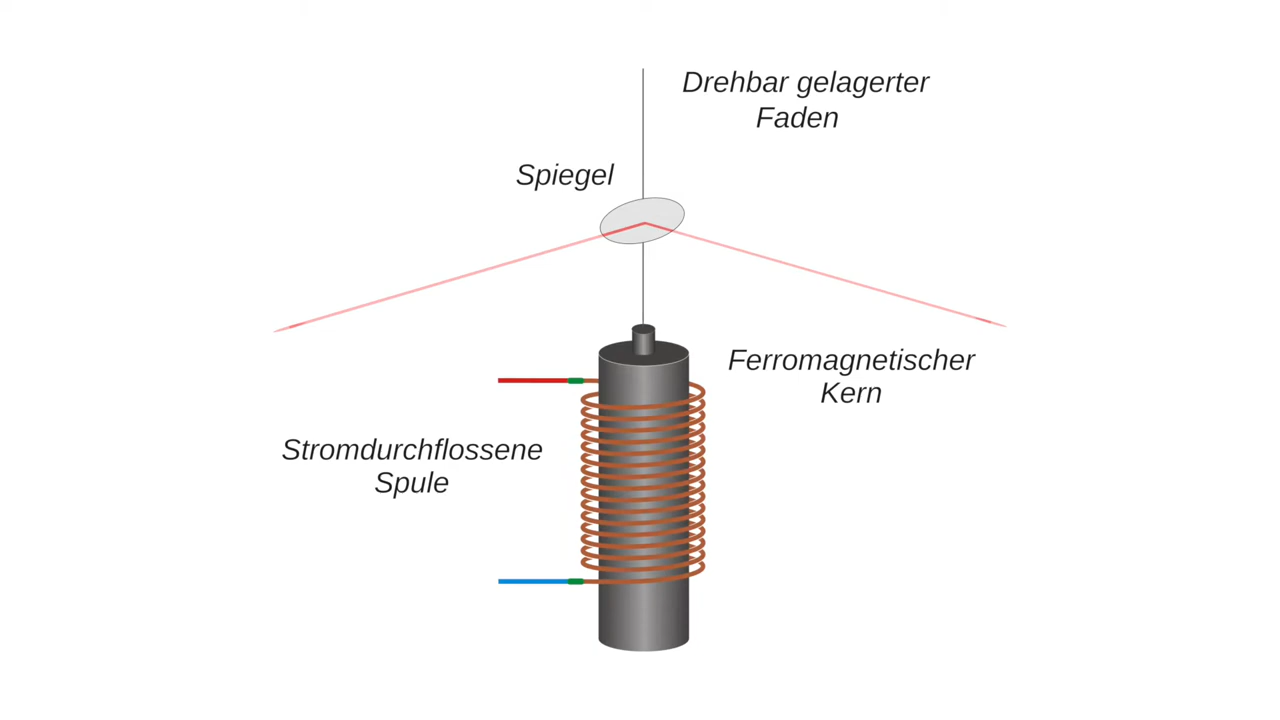 Drehbar gelagerter
Faden
Spiegel
Ferromagnetischer
Kern
Stromdurchflossene
Spule